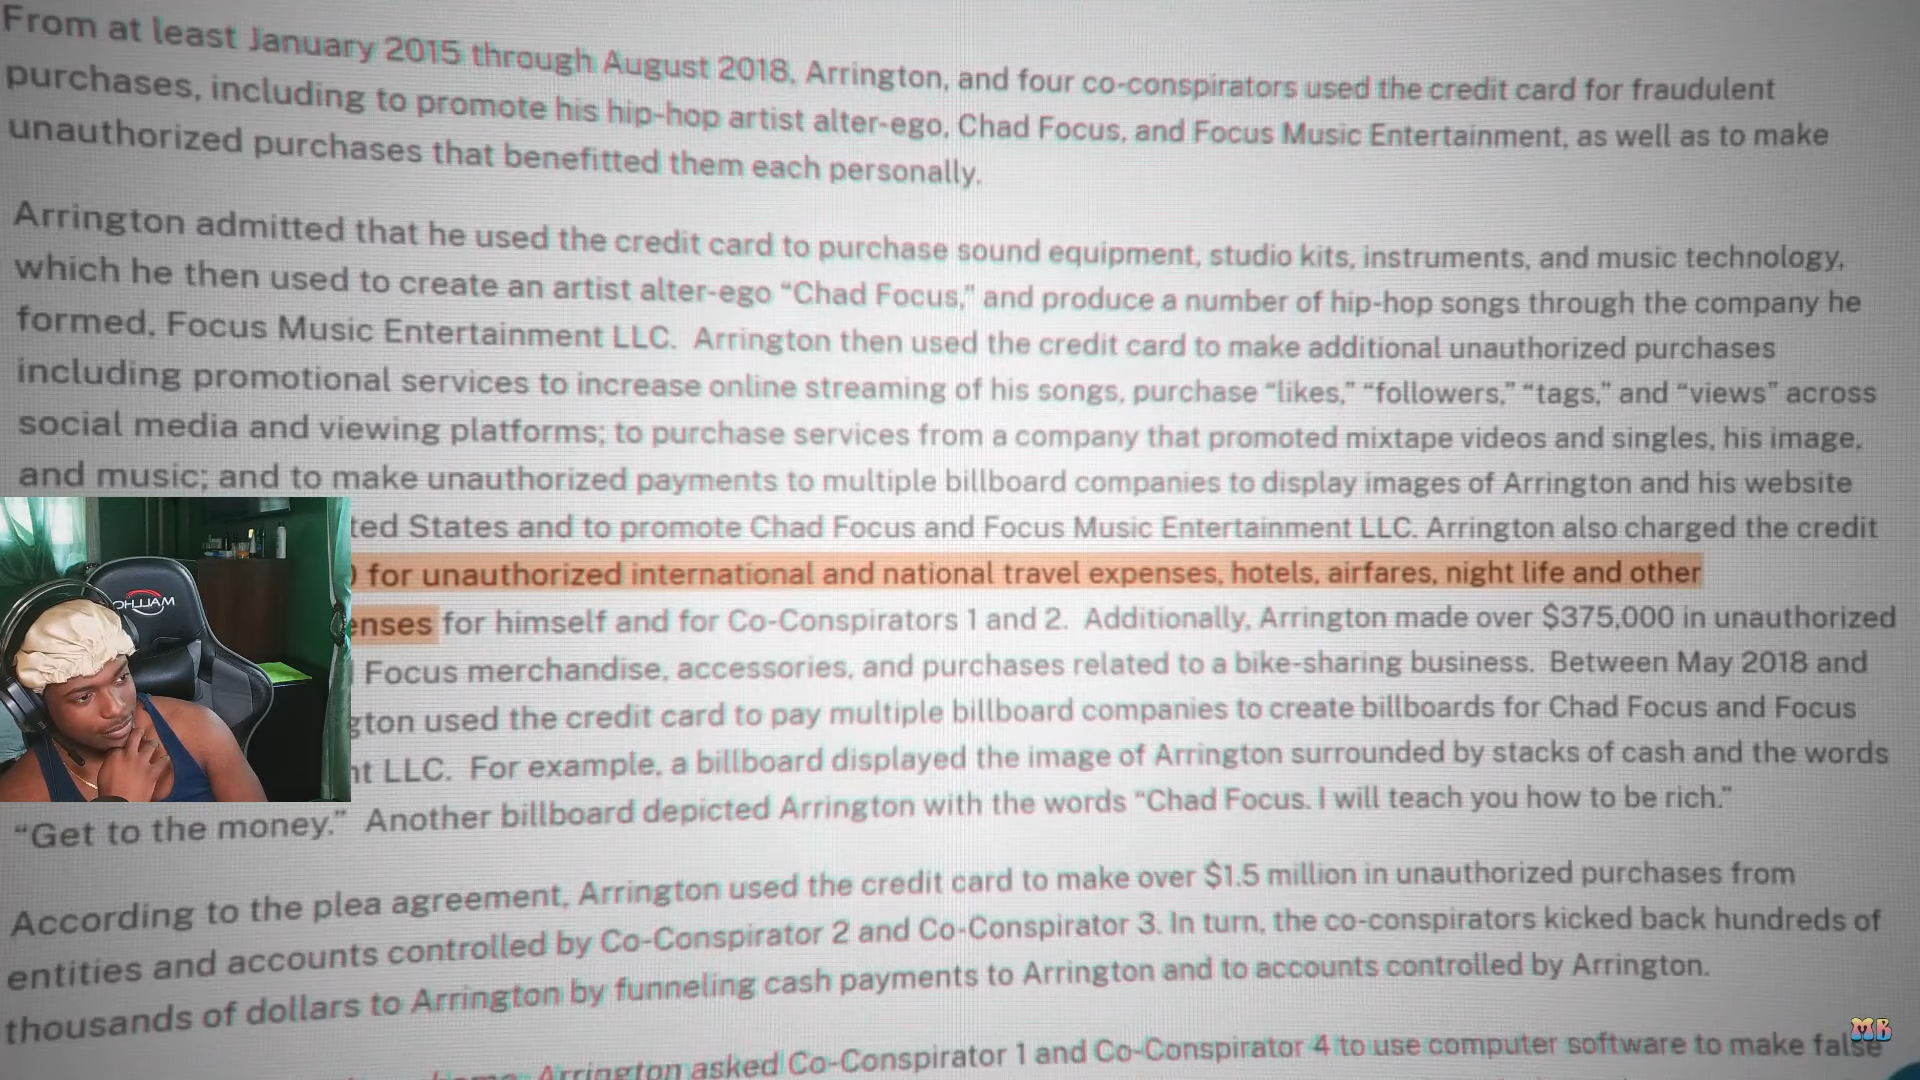 From at least January 2015 through August 2018, Arrington, and four co-conspirators used the credit card for fraudulent
purchases, including to promote his hip-hop artist alter-ego, Chad Focus, and Focus Music Entertainment, as well as to make
unauthorized purchases that benefitted them each personally.
Arrington admitted that he used the credit card to purchase sound equipment, studio kits, instruments, and music technology,
which he then used to create an artist alter-ego “Chad Focus,” and produce a number of hip-hop songs through the company he
formed, Focus Music Entertainment LLC. Arrington then used the credit card to make additional unauthorized purchases
including promotional services to increase online streaming of his songs, purchase “likes,” “followers,” “tags,” and “views” across
social media and viewing platforms; to purchase services from a company that promoted mixtape videos and singles, his image,
and music; and to make unauthorized payments to multiple billboard companies to display images of Arrington and his website
ted States and to promote Chad Focus and Focus Music Entertainment LLC. Arrington also charged the credit
for unauthorized international and national travel expenses, hotels, airfares, night life and other
enses for himself and for Co-Conspirators 1 and 2. Additionally, Arrington made over $375,000 in unauthorized
Focus merchandise, accessories, and purchases related to a bike-sharing business. Between May 2018 and
gton used the credit card to pay multiple billboard companies to create billboards for Chad Focus and Focus
nt LLC. For example, a billboard displayed the image of Arrington surrounded by stacks of cash and the words
“Get to the money.” Another billboard depicted Arrington with the words “Chad Focus. I will teach you how to be rich.”
According to the plea agreement, Arrington used the credit card to make over $1.5 million in unauthorized purchases from
entities and accounts controlled by Co-Conspirator 2 and Co-Conspirator 3. In turn, the co-conspirators kicked back hundreds of
thousands of dollars to Arrington by funneling cash payments to Arrington and to accounts controlled by Arrington.
Arrington asked Co-Conspirator 1 and Co-Conspirator 4 to use computer software to make false
MB